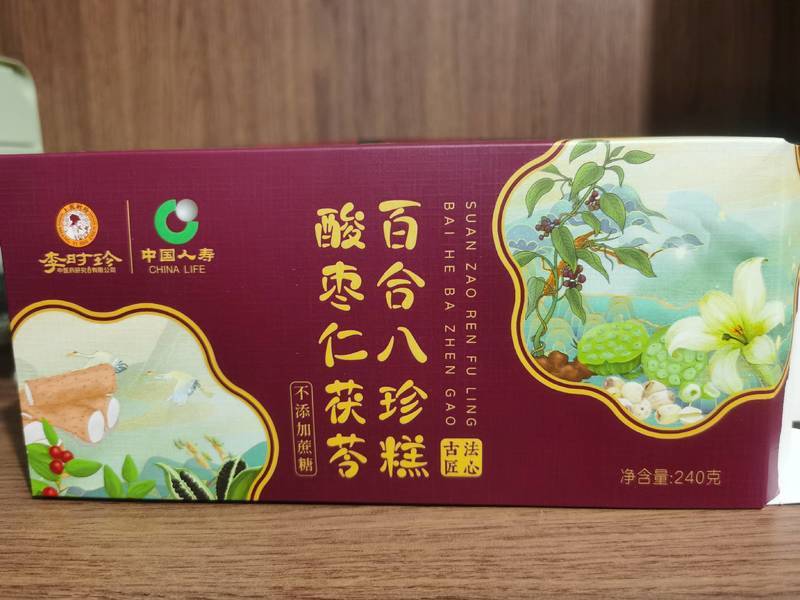 李时珍
中国人寿
CHINA LIFE
酸枣仁茯苓
百合八珍糕
SUAN ZAO REN FU LING
BAI HE BA ZHEN GAO
不添加蔗糖
古法
匠心
净含量:240克